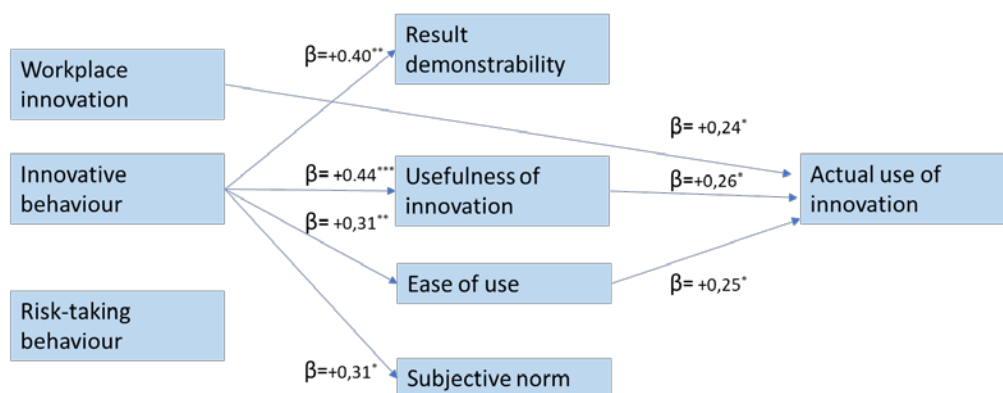 Result
demonstrability
β=+0.40**
Workplace
innovation
β= +0,24*
Innovative
behaviour
β= +0.44***
Usefulness of
innovation
β=+0,26*
Actual use of
innovation
β= +0,31**
Ease of use
β= +0,25*
Risk-taking
behaviour
β=+0,31*
Subjective norm